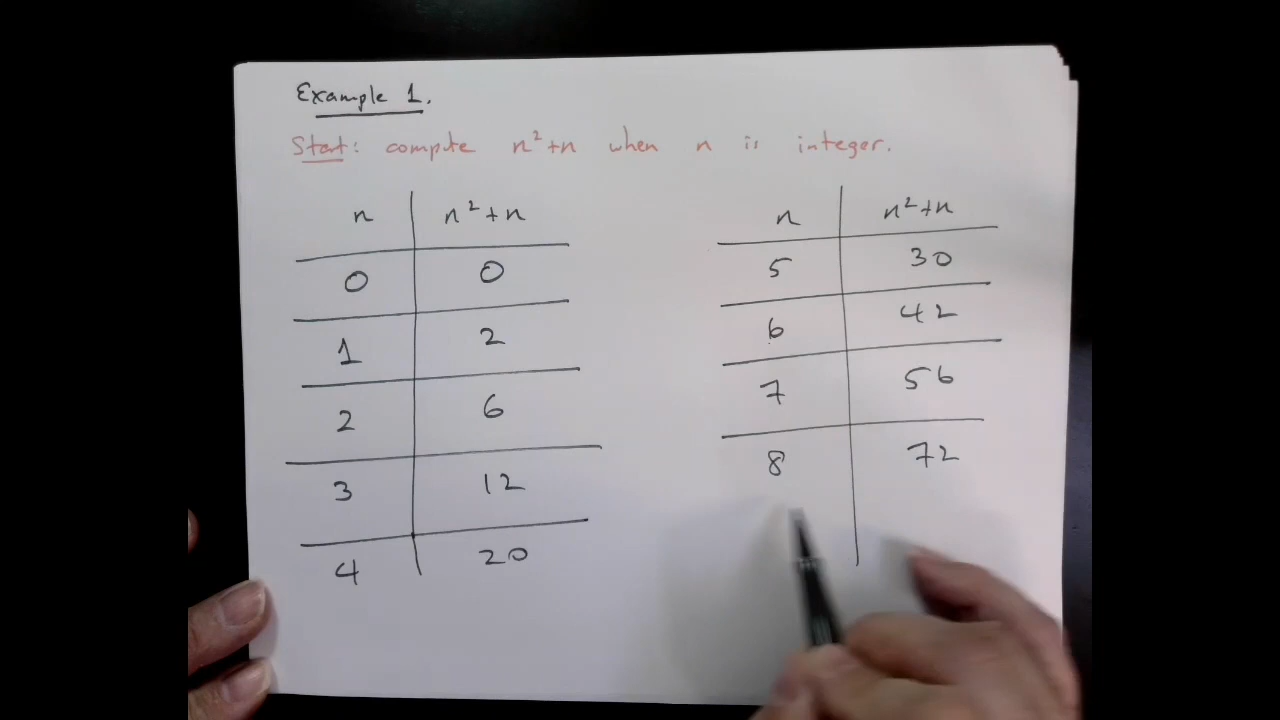 Example 1.
Start: compute n²+n when n is integer.
n n²+n
0 0
1 2
2 6
3 12
4 20
n n²+n
5 30
6 42
7 56
8 72